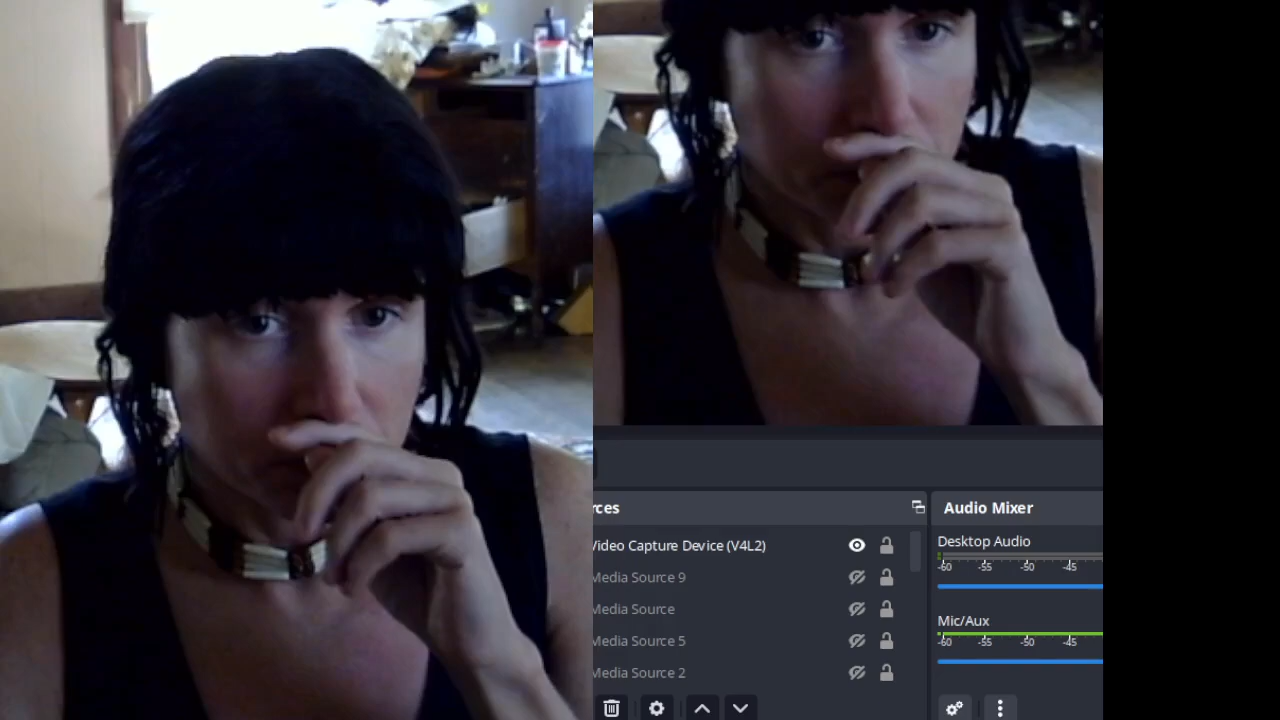 rces
Audio Mixer
Video Capture Device (V4L2)
Desktop Audio
-60 -55 -50 -45
Media Source 9
Media Source
Mic/Aux
-60 -55 -50 -45
Media Source 5
Media Source 2